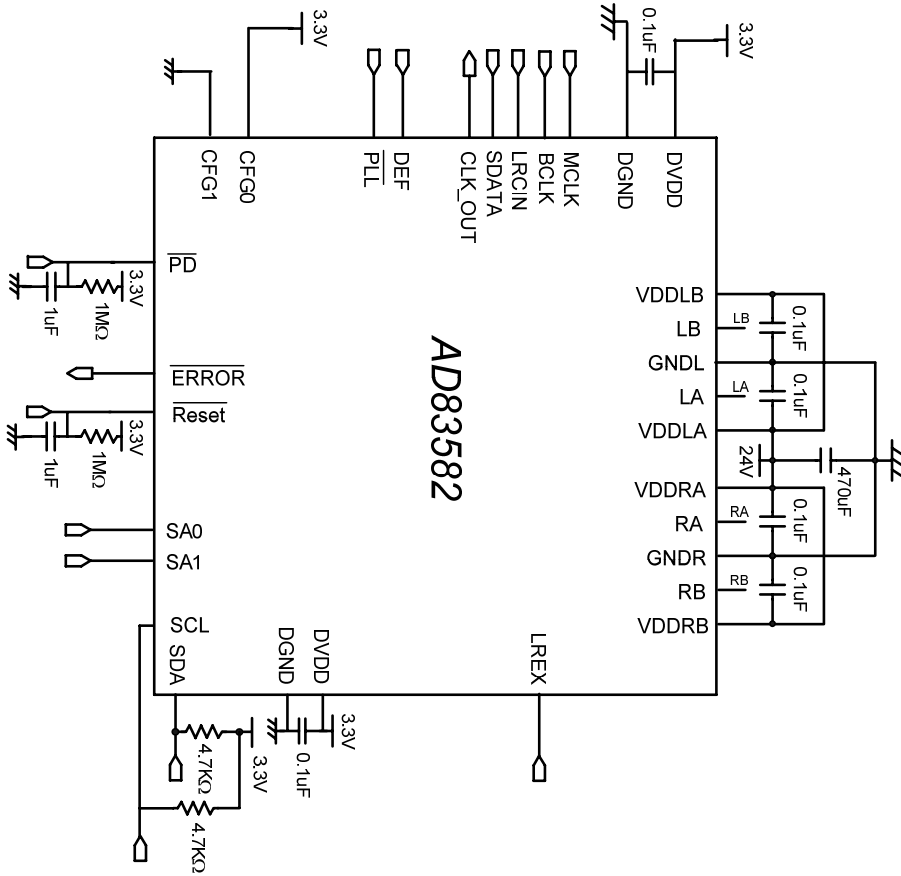 3.3V
3.3V
0.1uF
CFG1
CFG0
PLL
DEF
CLK_OUT
SDATA
LRCIN
BCLK
MCLK
DGND
DVDD
PD
3.3V
1MΩ
1uF
ERROR
Reset
3.3V
1MΩ
1uF
SA0
SA1
SCL
SDA
DGND
DVDD
LREX
AD83582
VDDLB
LB
LB
0.1uF
GNDL
LA
LA
0.1uF
VDDLA
24V
470uF
VDDRA
RA
RA
0.1uF
GNDR
RB
RB
0.1uF
VDDRB
4.7KΩ
3.3V
4.7KΩ
0.1uF
3.3V